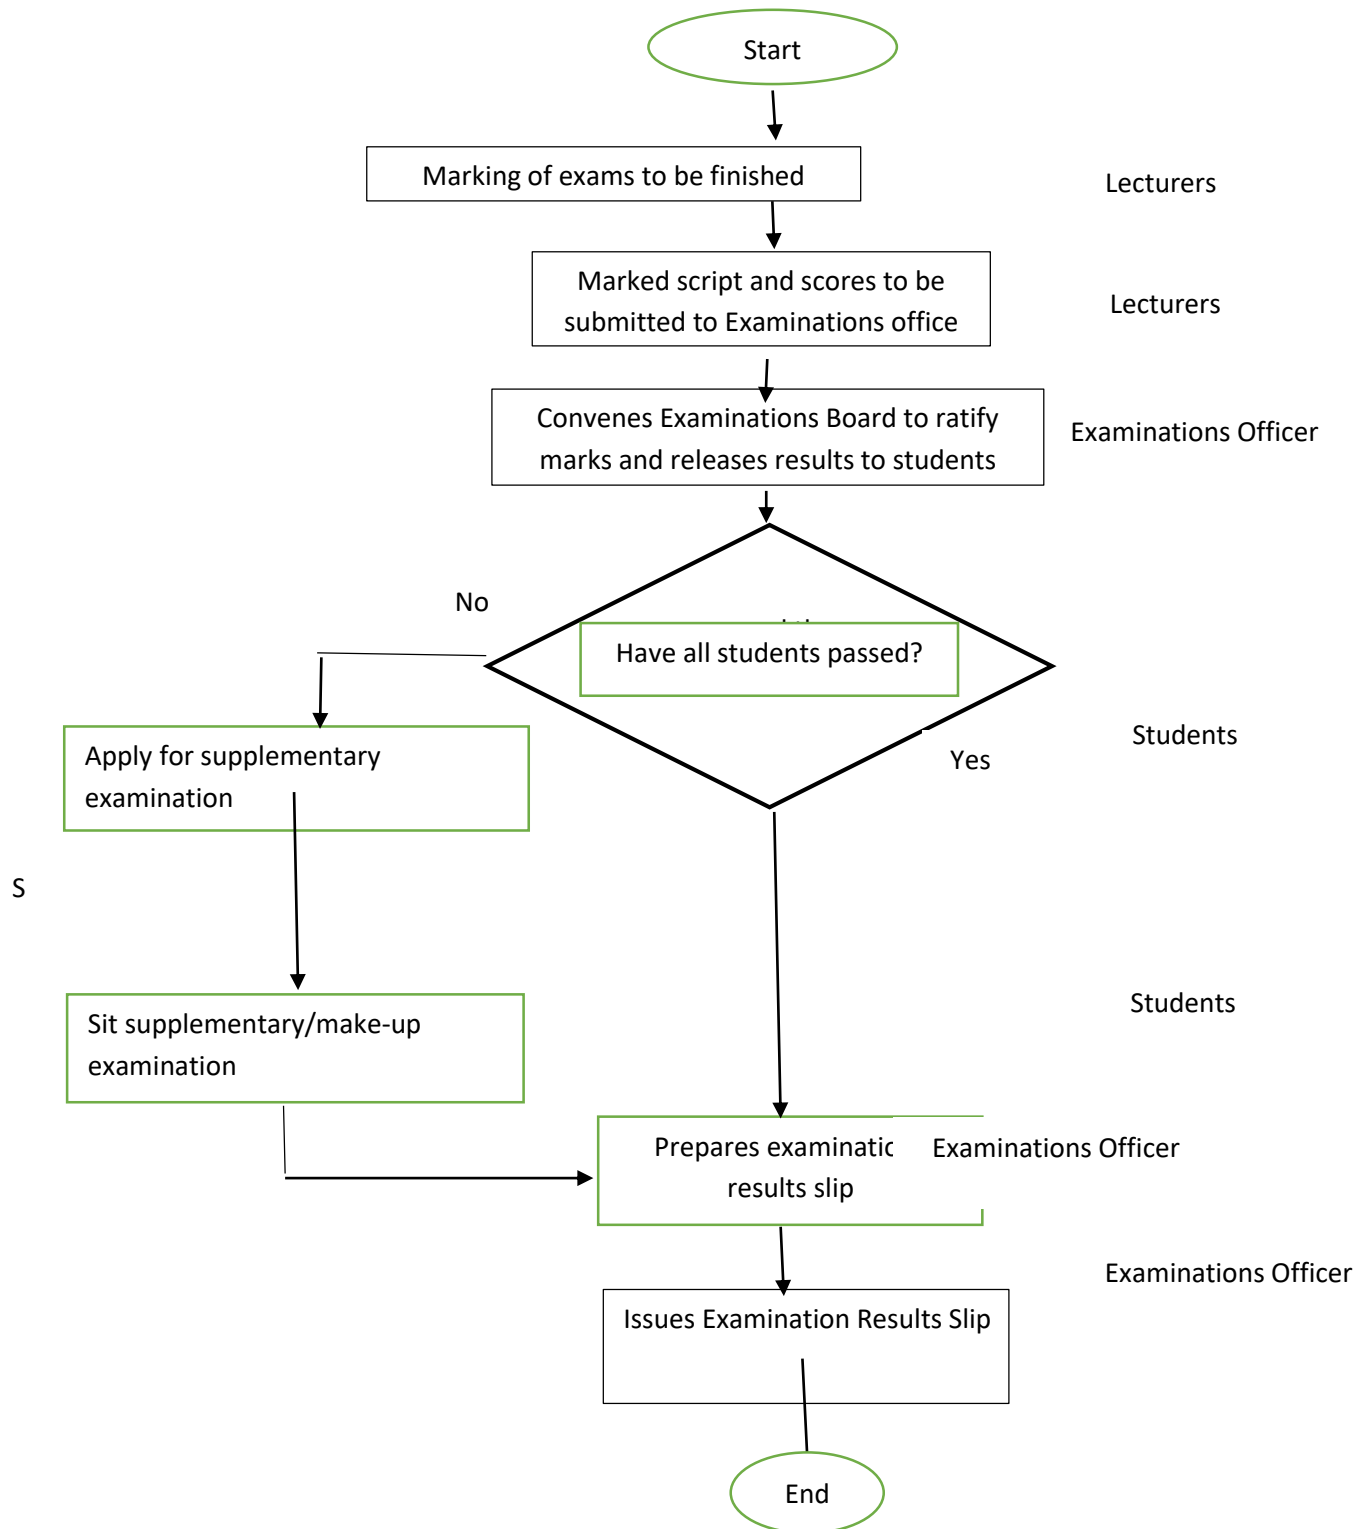 Start
Marking of exams to be finished
Lecturers
Marked script and scores to be
submitted to Examinations office
Lecturers
Convenes Examinations Board to ratify
marks and releases results to students
Examinations Officer
No
Have all students passed?
Students
Yes
Apply for supplementary
examination
S
Students
Sit supplementary/make-up
examination
Prepares examinatic
results slip
Examinations Officer
Examinations Officer
Issues Examination Results Slip
End